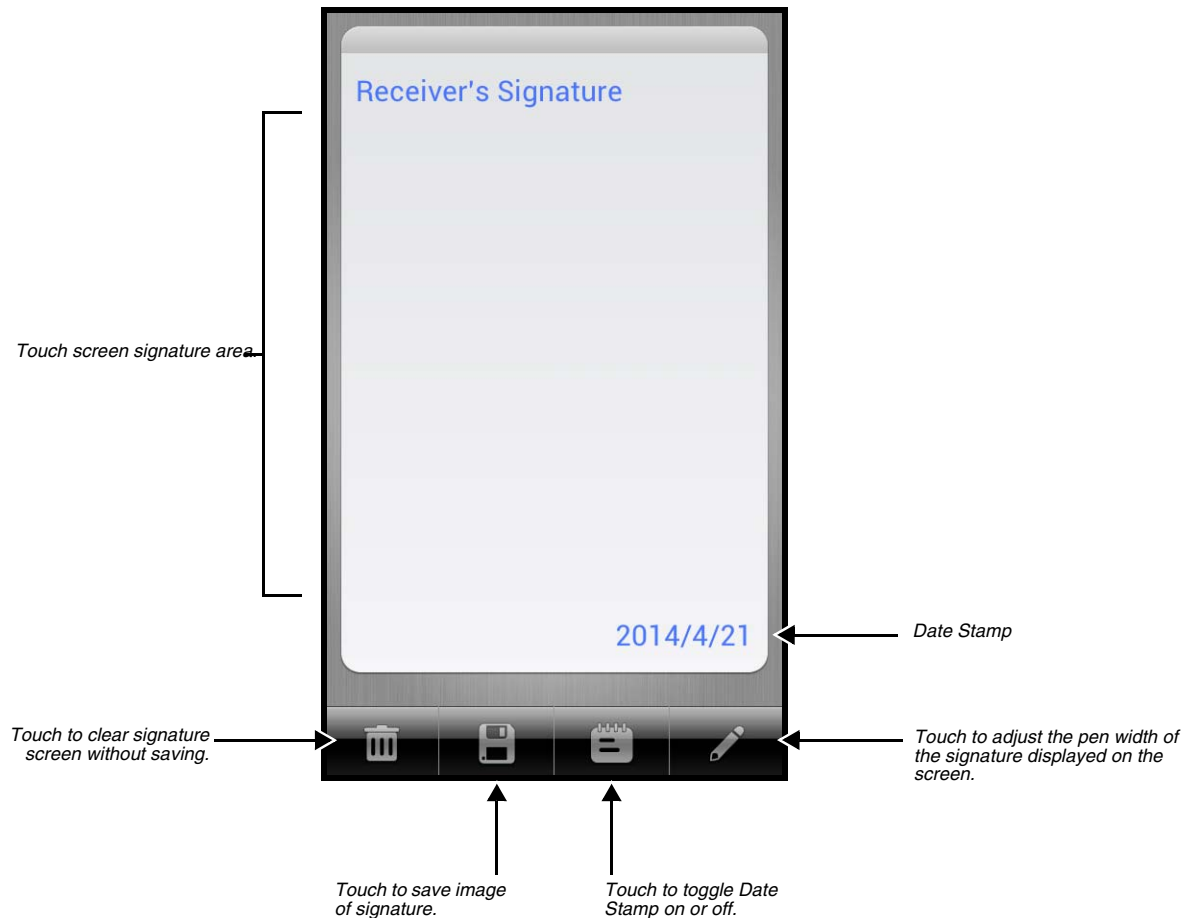 Receiver's Signature
Touch screen signature area.
2014/4/21
Date Stamp
Touch to clear signature
screen without saving.
Touch to adjust the pen width of
the signature displayed on the
screen.
Touch to save image
of signature.
Touch to toggle Date
Stamp on or off.